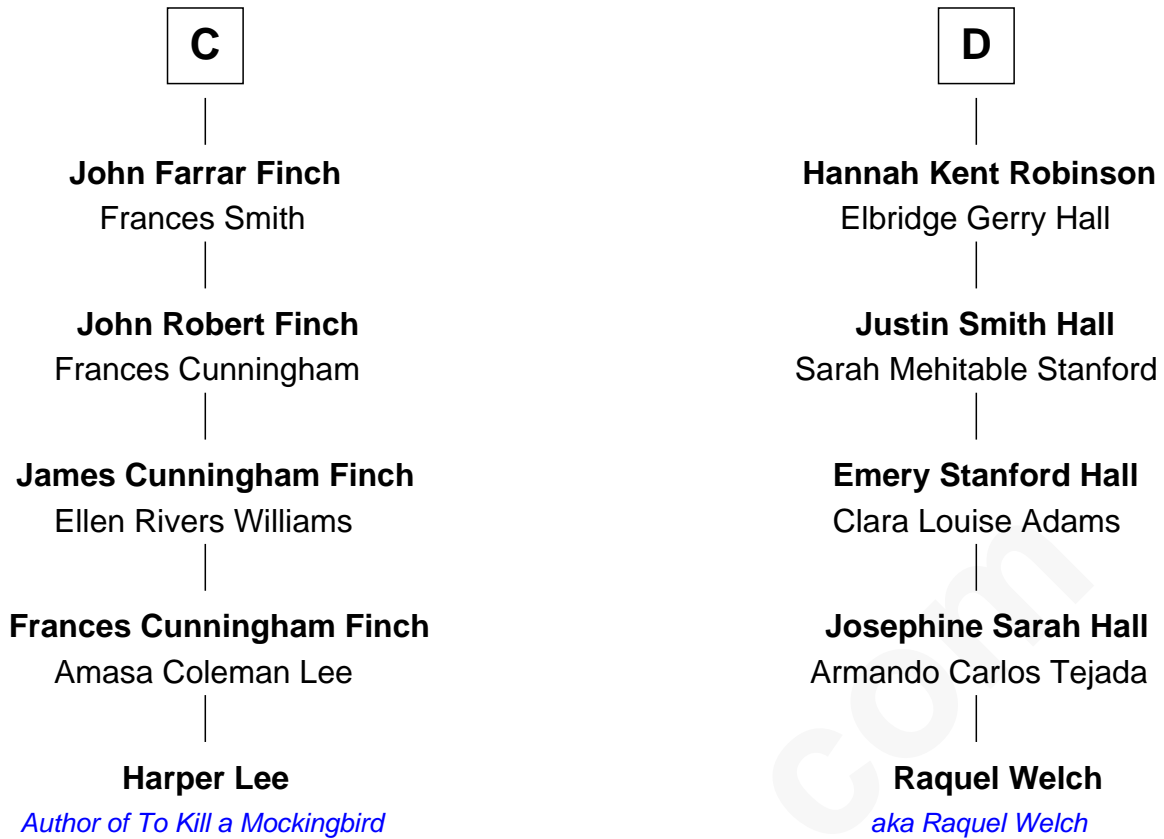 C
John Farrar Finch
Frances Smith
John Robert Finch
Frances Cunningham
James Cunningham Finch
Ellen Rivers Williams
Frances Cunningham Finch
Amasa Coleman Lee
Harper Lee
Author of To Kill a Mockingbird
D
Hannah Kent Robinson
Elbridge Gerry Hall
Justin Smith Hall
Sarah Mehitable Stanford
Emery Stanford Hall
Clara Louise Adams
Josephine Sarah Hall
Armando Carlos Tejada
Raquel Welch
aka Raquel Welch
com